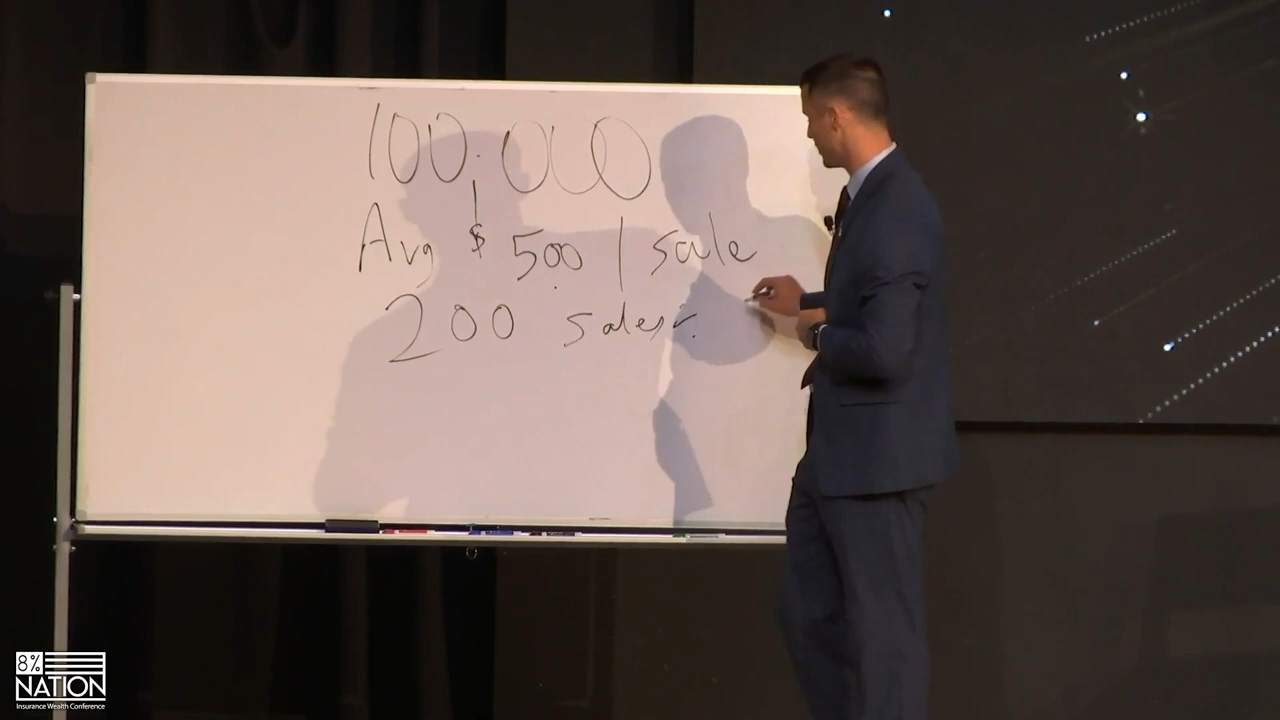 100,000
Avg $ 500 / sale
200 sales
8%
NATION
Insurance Wealth Conference